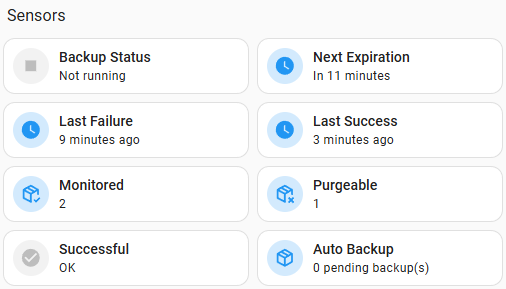 Sensors
Backup Status
Not running
Next Expiration
In 11 minutes
Last Failure
9 minutes ago
Last Success
3 minutes ago
Monitored
2
Purgeable
1
Successful
OK
Auto Backup
0 pending backup(s)